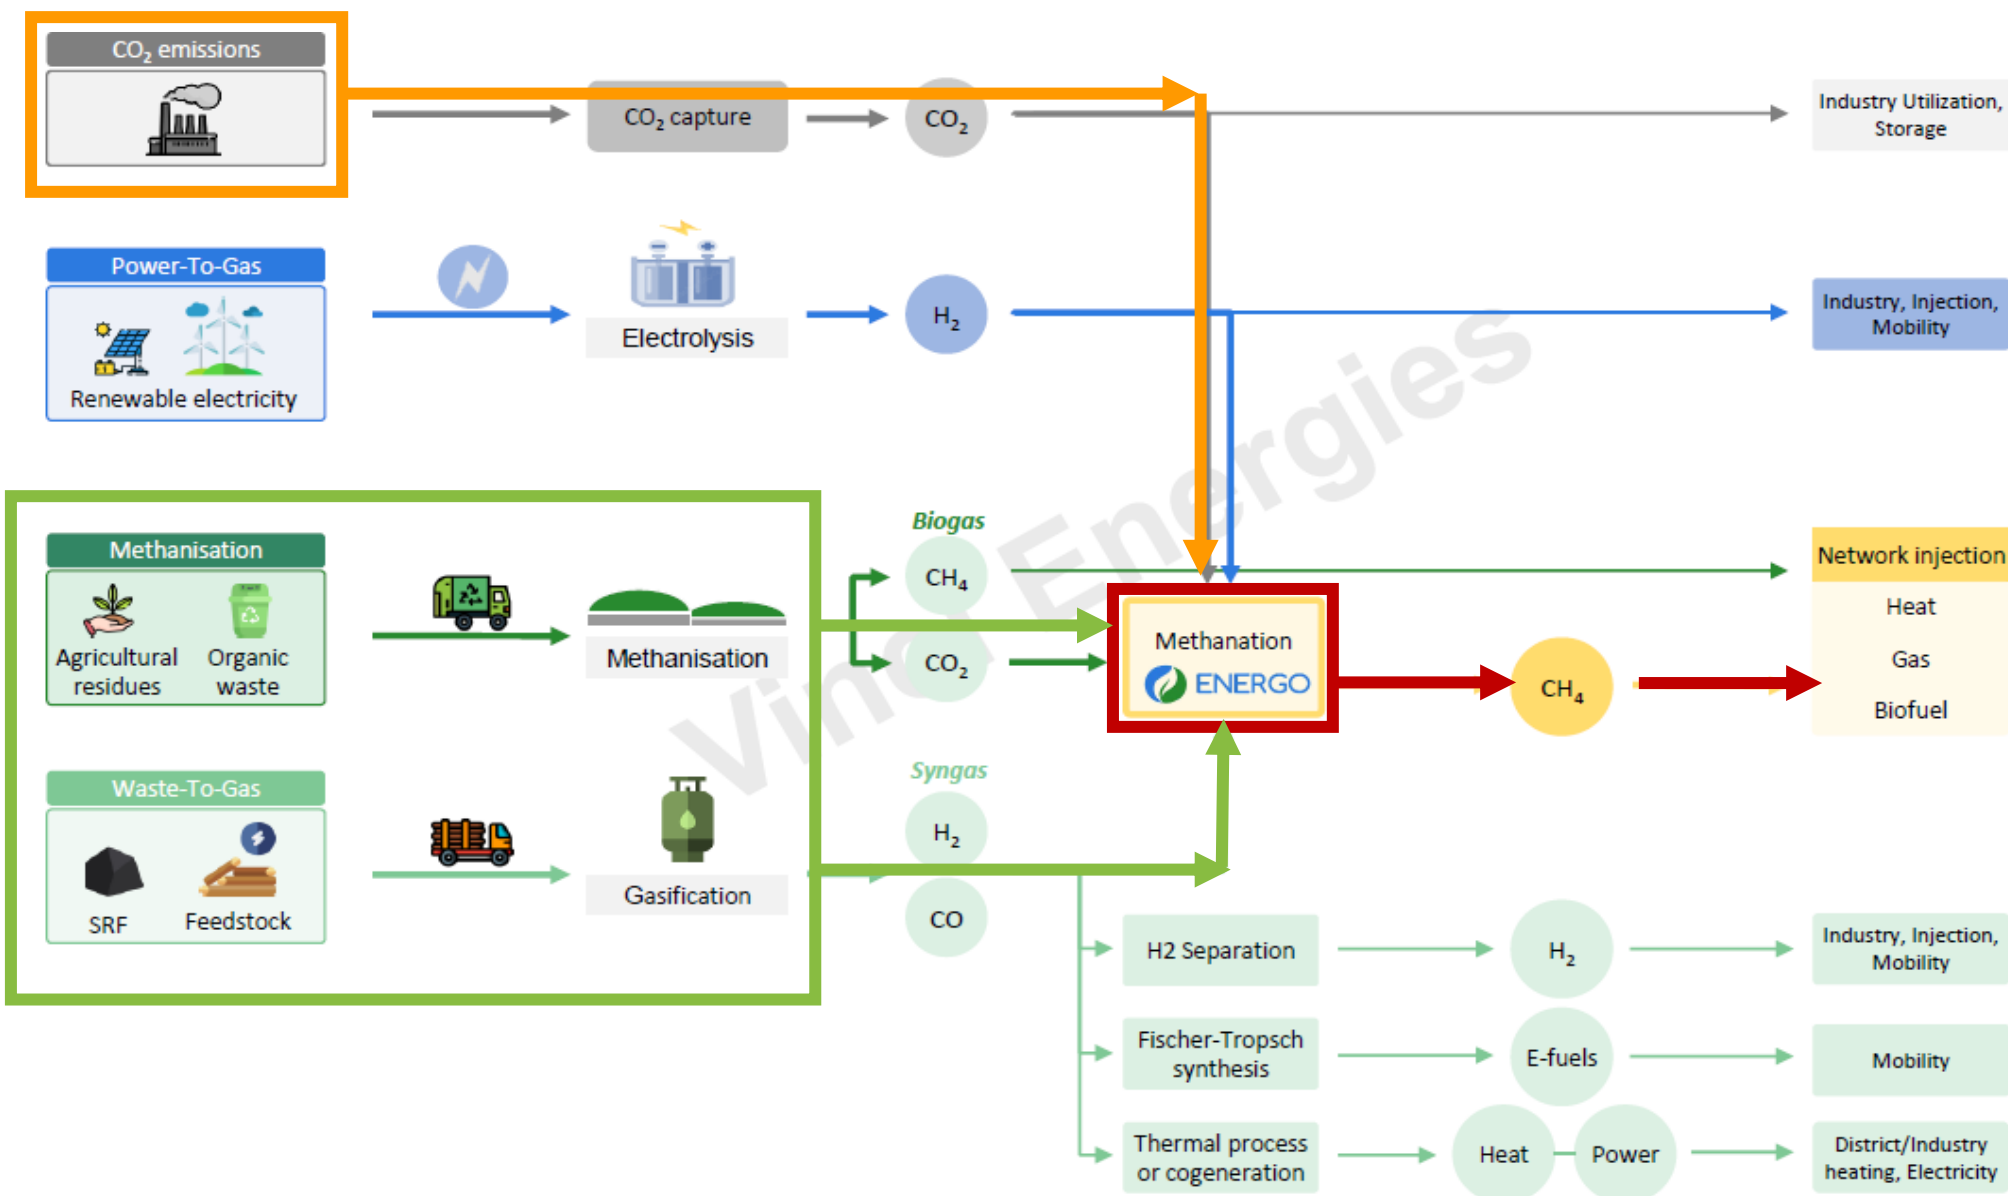 CO₂ emissions
CO₂ capture
CO₂
Industry Utilization,
Storage
Power-To-Gas
Renewable electricity
Electrolysis
H₂
Industry, Injection,
Mobility
Methanisation
Agricultural
residues
Organic
waste
Methanisation
Biogas
CH₄
CO₂
Methanation
ENERGO
CH₄
Network injection
Heat
Gas
Biofuel
Waste-To-Gas
SRF
Feedstock
Gasification
Syngas
H₂
CO
H2 Separation
H₂
Industry, Injection,
Mobility
Fischer-Tropsch
synthesis
E-fuels
Mobility
Thermal process
or cogeneration
Heat
Power
District/Industry
heating, Electricity
Energies